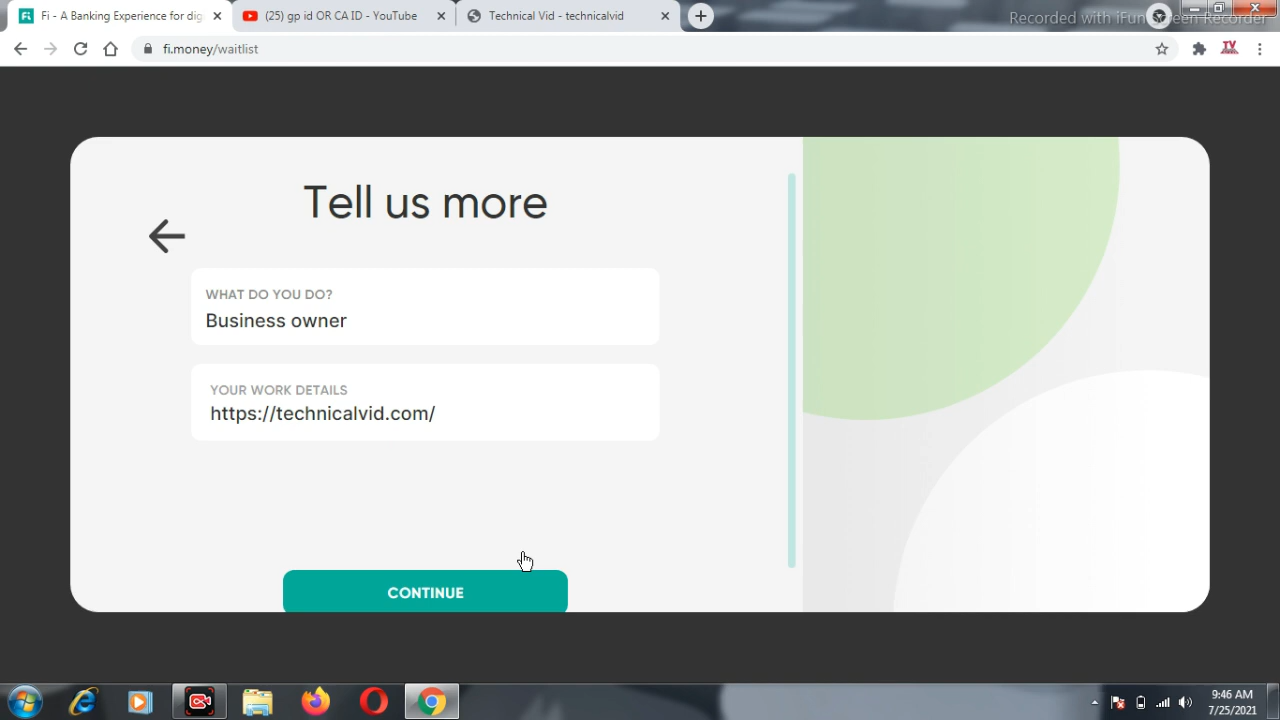 Fi - A Banking Experience for dig
(25) gp id OR CA ID - YouTube
Technical Vid - technicalvid
Recorded with iFun Screen Recorder
fi.money/waitlist
TV
Tell us more
WHAT DO YOU DO?
Business owner
YOUR WORK DETAILS
https://technicalvid.com/
CONTINUE
9:46 AM
7/25/2021